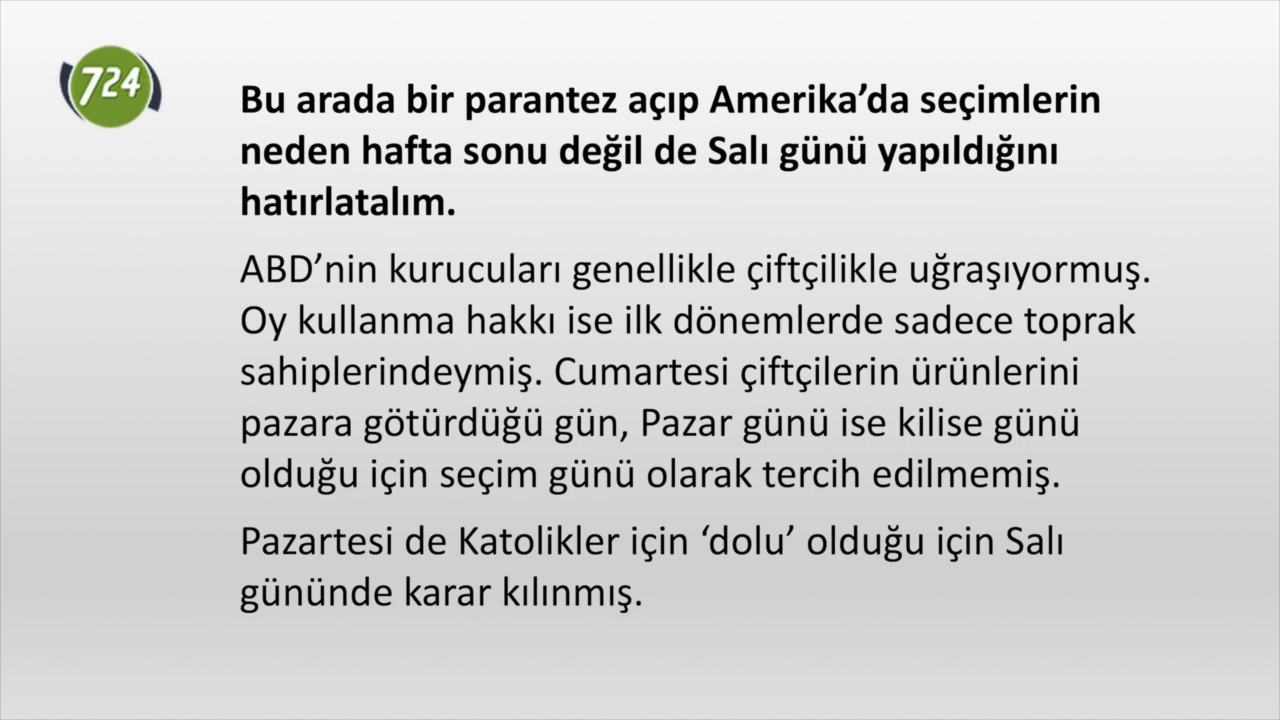 724
Bu arada bir parantez açıp Amerika’da seçimlerin
neden hafta sonu değil de Salı günü yapıldığını
hatırlatalım.
ABD’nin kurucuları genellikle çiftçilikle uğraşıyormuş.
Oy kullanma hakkı ise ilk dönemlerde sadece toprak
sahiplerindeymiş. Cumartesi çiftçilerin ürünlerini
pazara götürdüğü gün, Pazar günü ise kilise günü
olduğu için seçim günü olarak tercih edilmemiş.
Pazartesi de Katolikler için ‘dolu’ olduğu için Salı
gününde karar kılınmış.